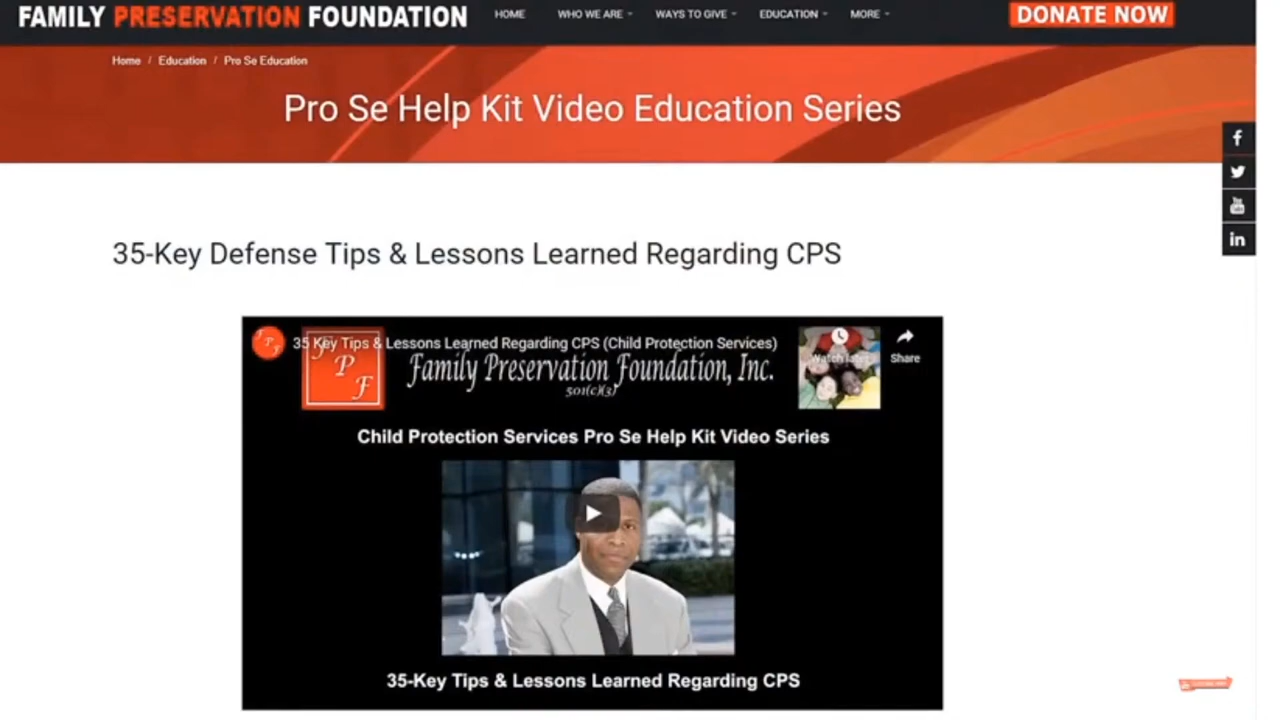 FAMILY PRESERVATION FOUNDATION
HOME WHO WE ARE WAYS TO GIVE EDUCATION MORE
DONATE NOW
Home / Education / Pro Se Education
Pro Se Help Kit Video Education Series
35-Key Defense Tips & Lessons Learned Regarding CPS
35 Key Tips & Lessons Learned Regarding CPS (Child Protection Services)
Watch later
Share
F P F
Family Preservation Foundation, Inc.
501(c)(3)
Child Protection Services Pro Se Help Kit Video Series
35-Key Tips & Lessons Learned Regarding CPS